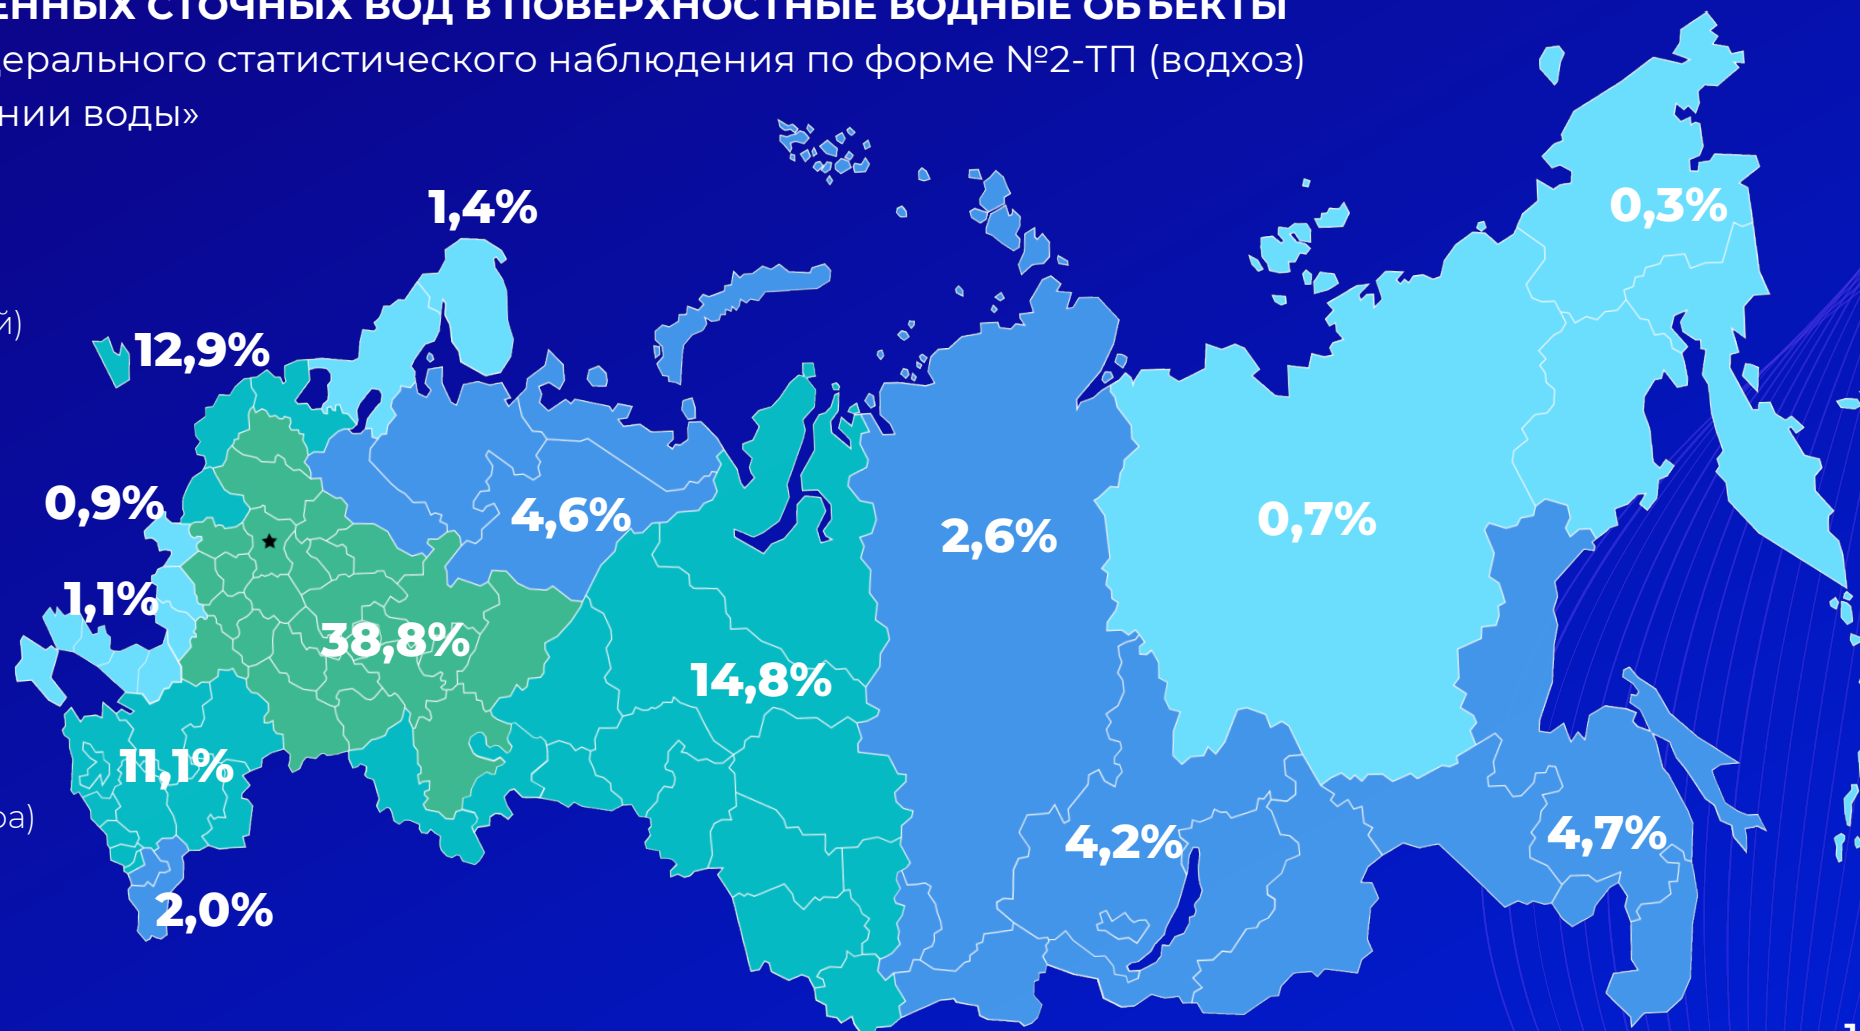 ЕННЫХ СТОЧНЫХ ВОД В ПОВЕРХНОСТНЫЕ ВОДНЫЕ ОБЪЕКТЫ
дерального статистического наблюдения по форме №2-ТП (водхоз)
нии воды»
1,4%
0,3%
й)
12,9%
0,9%
4,6%
2,6%
0,7%
1,1%
38,8%
14,8%
11,1%
ра)
4,2%
4,7%
2,0%